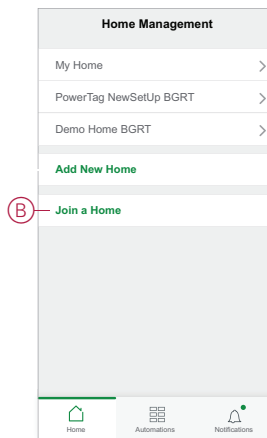 Home Management
My Home
PowerTag NewSetUp BGRT
Demo Home BGRT
Add New Home
B
Join a Home
Home
Automations
Notifications